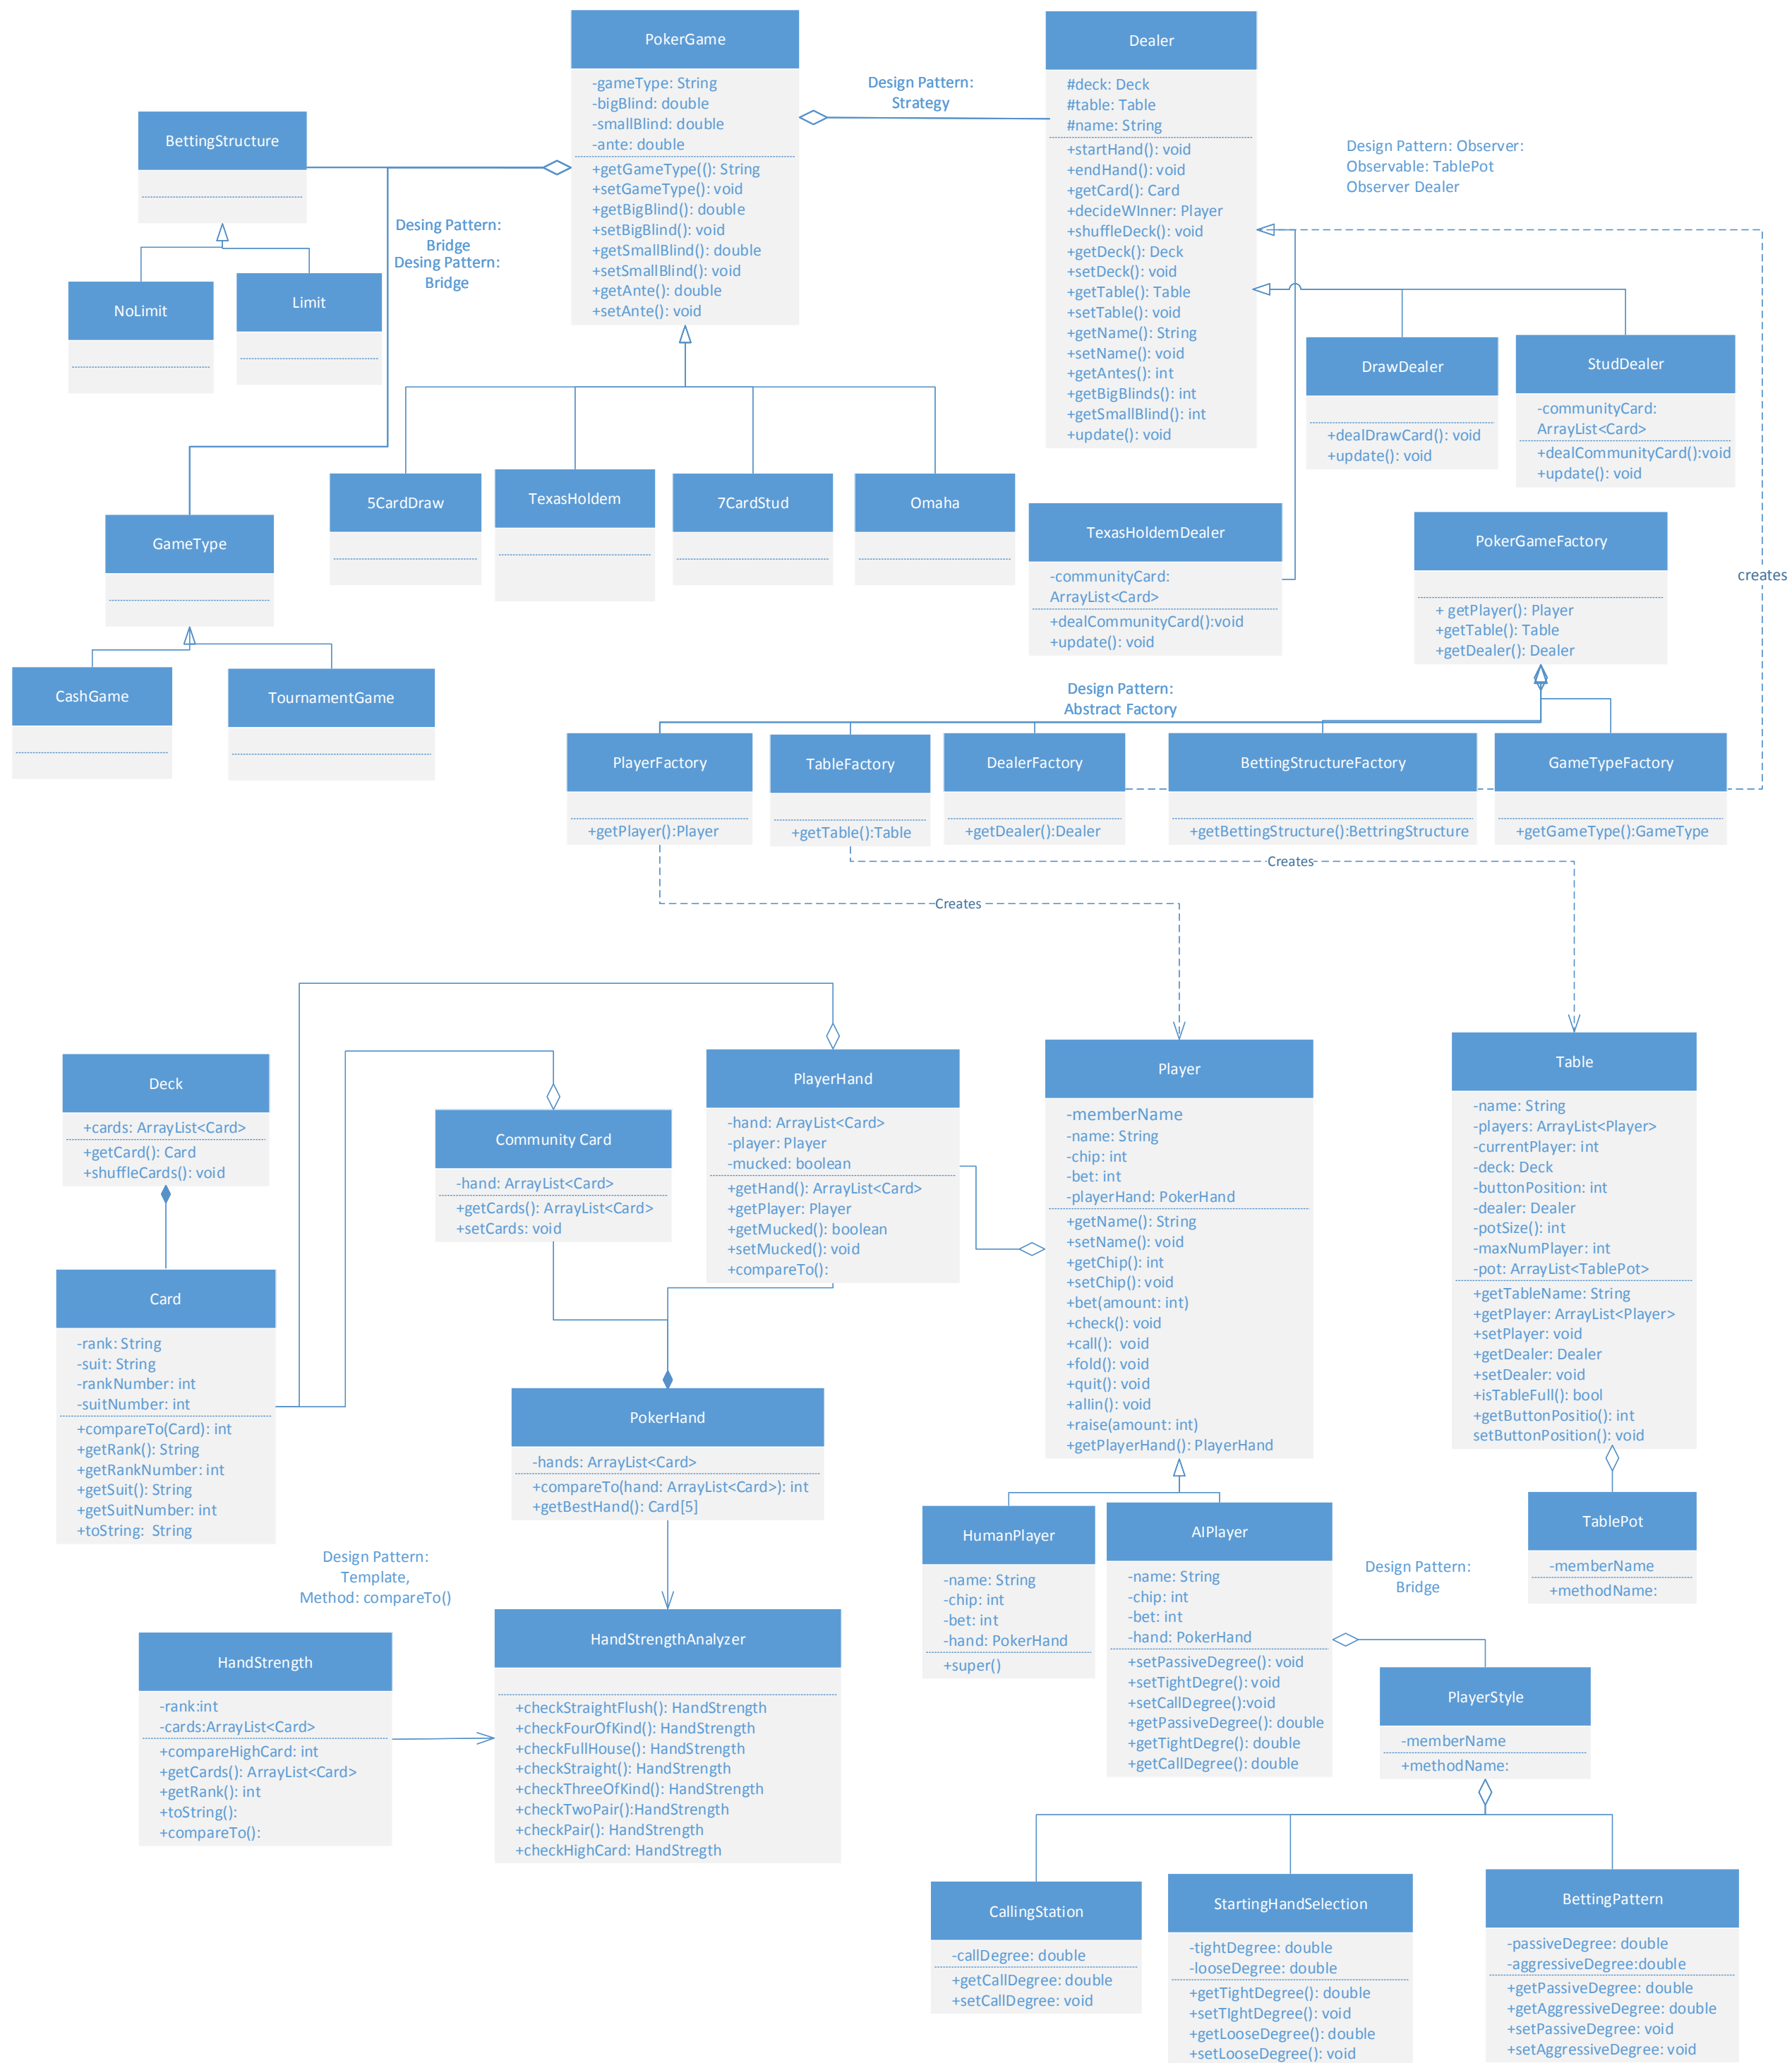 PokerGame
-gameType: String
-bigBlind: double
-smallBlind: double
-ante: double
+getGameType((): String
+setGameType(): void
+getBigBlind(): double
+setBigBlind(): void
+getSmallBlind(): double
+setSmallBlind(): void
+getAnte(): double
+setAnte(): void
Design Pattern:
Strategy
Dealer
#deck: Deck
#table: Table
#name: String
+startHand(): void
+endHand(): void
+getCard(): Card
+decideWInner: Player
+shuffleDeck(): void
+getDeck(): Deck
+setDeck(): void
+getTable(): Table
+setTable(): void
+getName(): String
+setName(): void
+getAntes(): int
+getBigBlinds(): int
+getSmallBlind(): int
+update(): void
Design Pattern: Observer:
Observable: TablePot
Observer Dealer
BettingStructure
Desing Pattern:
Bridge
Desing Pattern:
Bridge
NoLimit
Limit
DrawDealer
+dealDrawCard(): void
+update(): void
StudDealer
-communityCard:
ArrayList<Card>
+dealCommunityCard():void
+update(): void
5CardDraw
TexasHoldem
7CardStud
Omaha
TexasHoldemDealer
-communityCard:
ArrayList<Card>
+dealCommunityCard():void
+update(): void
PokerGameFactory
+ getPlayer(): Player
+getTable(): Table
+getDealer(): Dealer
creates
GameType
CashGame
TournamentGame
Design Pattern:
Abstract Factory
PlayerFactory
+getPlayer():Player
TableFactory
+getTable():Table
DealerFactory
+getDealer():Dealer
BettingStructureFactory
+getBettingStructure():BettringStructure
GameTypeFactory
+getGameType():GameType
Creates
Creates
Deck
+cards: ArrayList<Card>
+getCard(): Card
+shuffleCards(): void
Community Card
-hand: ArrayList<Card>
+getCards(): ArrayList<Card>
+setCards: void
PlayerHand
-hand: ArrayList<Card>
-player: Player
-mucked: boolean
+getHand(): ArrayList<Card>
+getPlayer: Player
+getMucked(): boolean
+setMucked(): void
+compareTo():
Player
-memberName
-name: String
-chip: int
-bet: int
-playerHand: PokerHand
+getName(): String
+setName(): void
+getChip(): int
+setChip(): void
+bet(amount: int)
+check(): void
+call():  void
+fold(): void
+quit(): void
+allin(): void
+raise(amount: int)
+getPlayerHand(): PlayerHand
Table
-name: String
-players: ArrayList<Player>
-currentPlayer: int
-deck: Deck
-buttonPosition: int
-dealer: Dealer
-potSize(): int
-maxNumPlayer: int
-pot: ArrayList<TablePot>
+getTableName: String
+getPlayer: ArrayList<Player>
+setPlayer: void
+getDealer: Dealer
+setDealer: void
+isTableFull(): bool
+getButtonPositio(): int
setButtonPosition(): void
Card
-rank: String
-suit: String
-rankNumber: int
-suitNumber: int
+compareTo(Card): int
+getRank(): String
+getRankNumber: int
+getSuit(): String
+getSuitNumber: int
+toString:  String
PokerHand
-hands: ArrayList<Card>
+compareTo(hand: ArrayList<Card>): int
+getBestHand(): Card[5]
HumanPlayer
-name: String
-chip: int
-bet: int
-hand: PokerHand
+super()
AIPlayer
-name: String
-chip: int
-bet: int
-hand: PokerHand
+setPassiveDegree(): void
+setTightDegre(): void
+setCallDegree():void
+getPassiveDegree: double
+getTightDegre(): double
+getCallDegree(): double
TablePot
-memberName
+methodName:
Design Pattern:
Bridge
Design Pattern:
Template,
Method: compareTo()
HandStrength
-rank:int
-cards:ArrayList<Card>
+compareHighCard: int
+getCards(): ArrayList<Card>
+getRank(): int
+toString():
+compareTo():
HandStrengthAnalyzer
+checkStraightFlush(): HandStrength
+checkFourOfKind(): HandStrength
+checkFullHouse(): HandStrength
+checkStraight(): HandStrength
+checkThreeOfKind(): HandStrength
+checkTwoPair():HandStrength
+checkPair(): HandStrength
+checkHighCard: HandStregth
PlayerStyle
-memberName
+methodName:
CallingStation
-callDegree: double
+getCallDegree: double
+setCallDegree: void
StartingHandSelection
-tightDegree: double
-looseDegree: double
+getTightDegree(): double
+setTIghtDegree(): void
+getLooseDegree(): double
+setLooseDegree(): void
BettingPattern
-passiveDegree: double
-aggressiveDegree:double
+getPassiveDegree: double
+getAggressiveDegree: double
+setPassiveDegree: void
+setAggressiveDegree: void